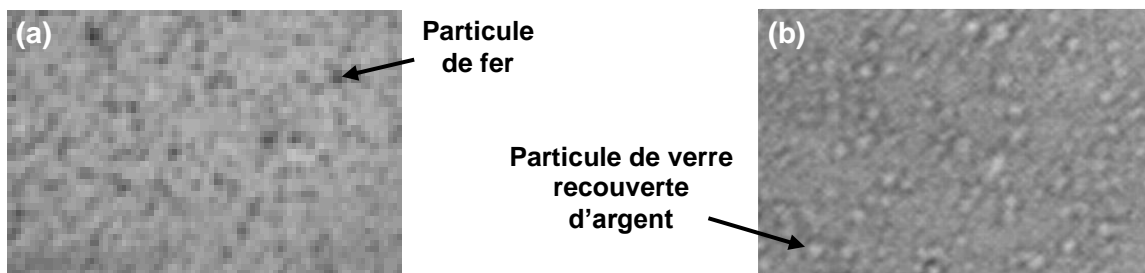 (a)
Particule
de fer
(b)
Particule de verre
recouverte
d'argent